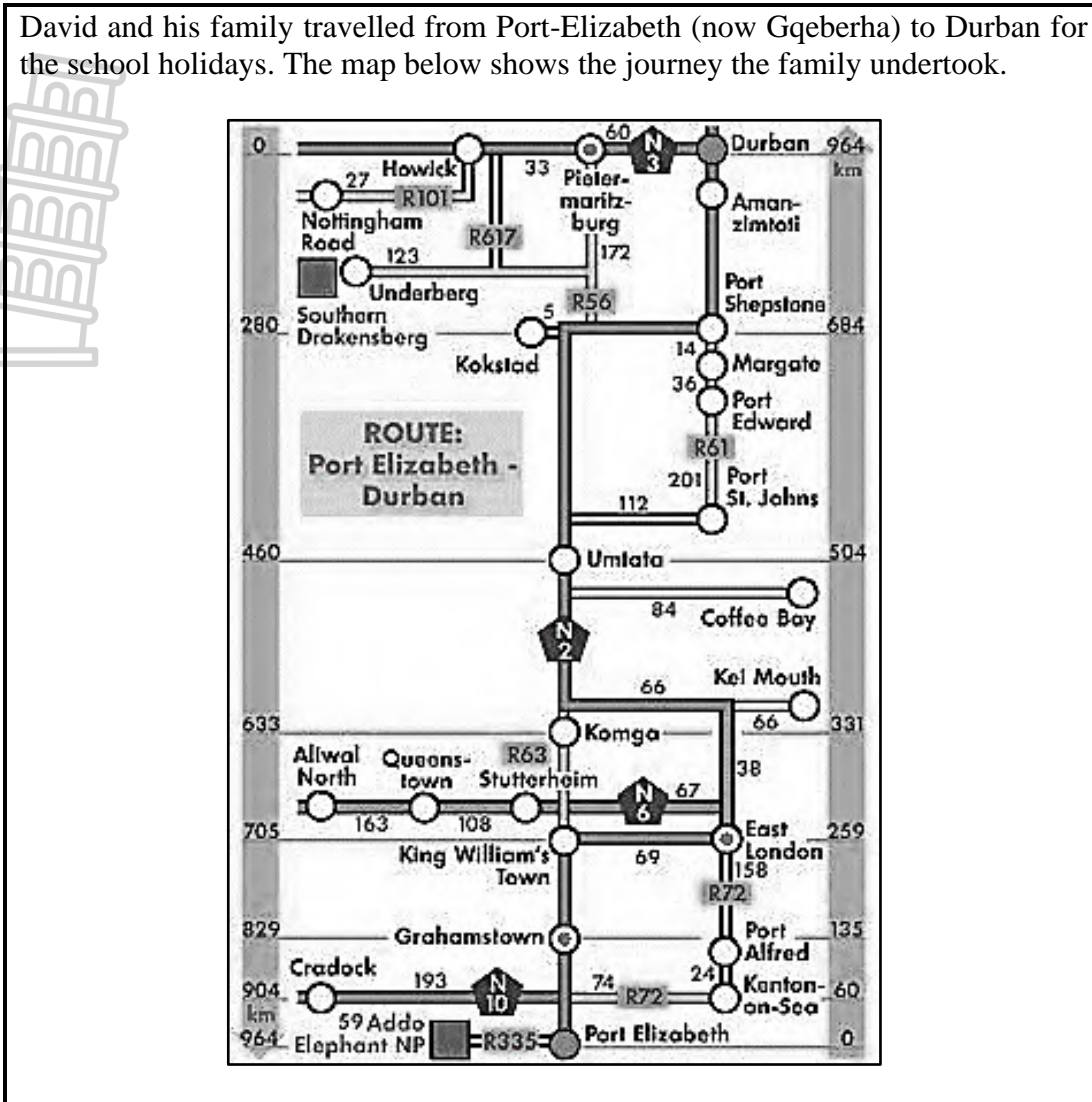 David and his family travelled from Port-Elizabeth (now Gqeberha) to Durban for
the school holidays. The map below shows the journey the family undertook.
0
60
N
3
Durban
964
km
27
Howick
33
Pieter-
maritz-
burg
R101
Aman-
zimtoti
Nottingham
Road
R617
123
172
Underberg
Port
Shepstone
Southern
Drakensberg
5
R56
280
684
Kokstad
14
Margate
36
Port
Edward
ROUTE:
Port Elizabeth -
Durban
R61
201
Port
St. Johns
112
460
Umtata
504
84
Coffee Bay
N
2
Kei Mouth
66
66
633
Komga
331
Aliwal
North
Queens-
town
R63
Stutterheim
38
N
6
67
163
108
705
King William's
Town
69
East
London
259
158
R72
829
Grahamstown
Port
Alfred
135
Cradock
193
N
10
74
R72
24
Kenton-
on-Sea
904
km
60
964
59 Addo
Elephant NP
R335
Port Elizabeth
0